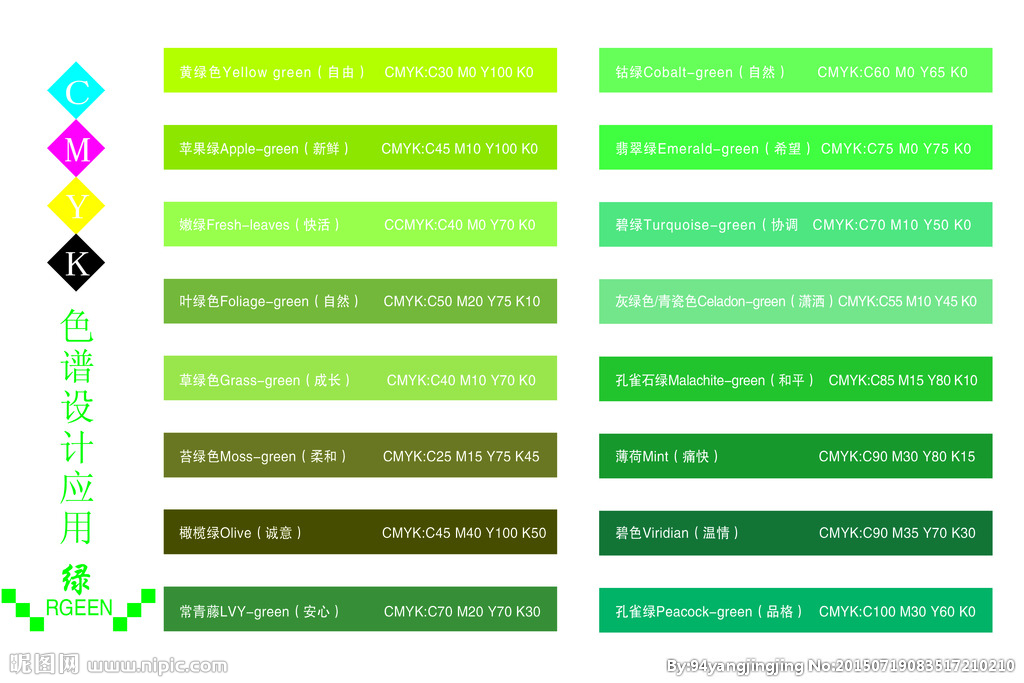 C
M
Y
K
色谱设计应用
绿
RGEEN
黄绿色Yellow green（自由） CMYK:C30 M0 Y100 K0
苹果绿Apple-green（新鲜） CMYK:C45 M10 Y100 K0
嫩绿Fresh-leaves（快活） CCMYK:C40 M0 Y70 K0
叶绿色Foliage-green（自然） CMYK:C50 M20 Y75 K10
草绿色Grass-green（成长） CMYK:C40 M10 Y70 K0
苔绿色Moss-green（柔和） CMYK:C25 M15 Y75 K45
橄榄绿Olive（诚意） CMYK:C45 M40 Y100 K50
常青藤LVY-green（安心） CMYK:C70 M20 Y70 K30
钴绿Cobalt-green（自然） CMYK:C60 M0 Y65 K0
翡翠绿Emerald-green（希望） CMYK:C75 M0 Y75 K0
碧绿Turquoise-green（协调 CMYK:C70 M10 Y50 K0
灰绿色/青瓷色Celadon-green（潇洒）CMYK:C55 M10 Y45 K0
孔雀石绿Malachite-green（和平） CMYK:C85 M15 Y80 K10
薄荷Mint（痛快） CMYK:C90 M30 Y80 K15
碧色Viridian（温情） CMYK:C90 M35 Y70 K30
孔雀绿Peacock-green（品格） CMYK:C100 M30 Y60 K0
昵图网 www.nipic.com
By:94yangjingjing No:20150719083517210210